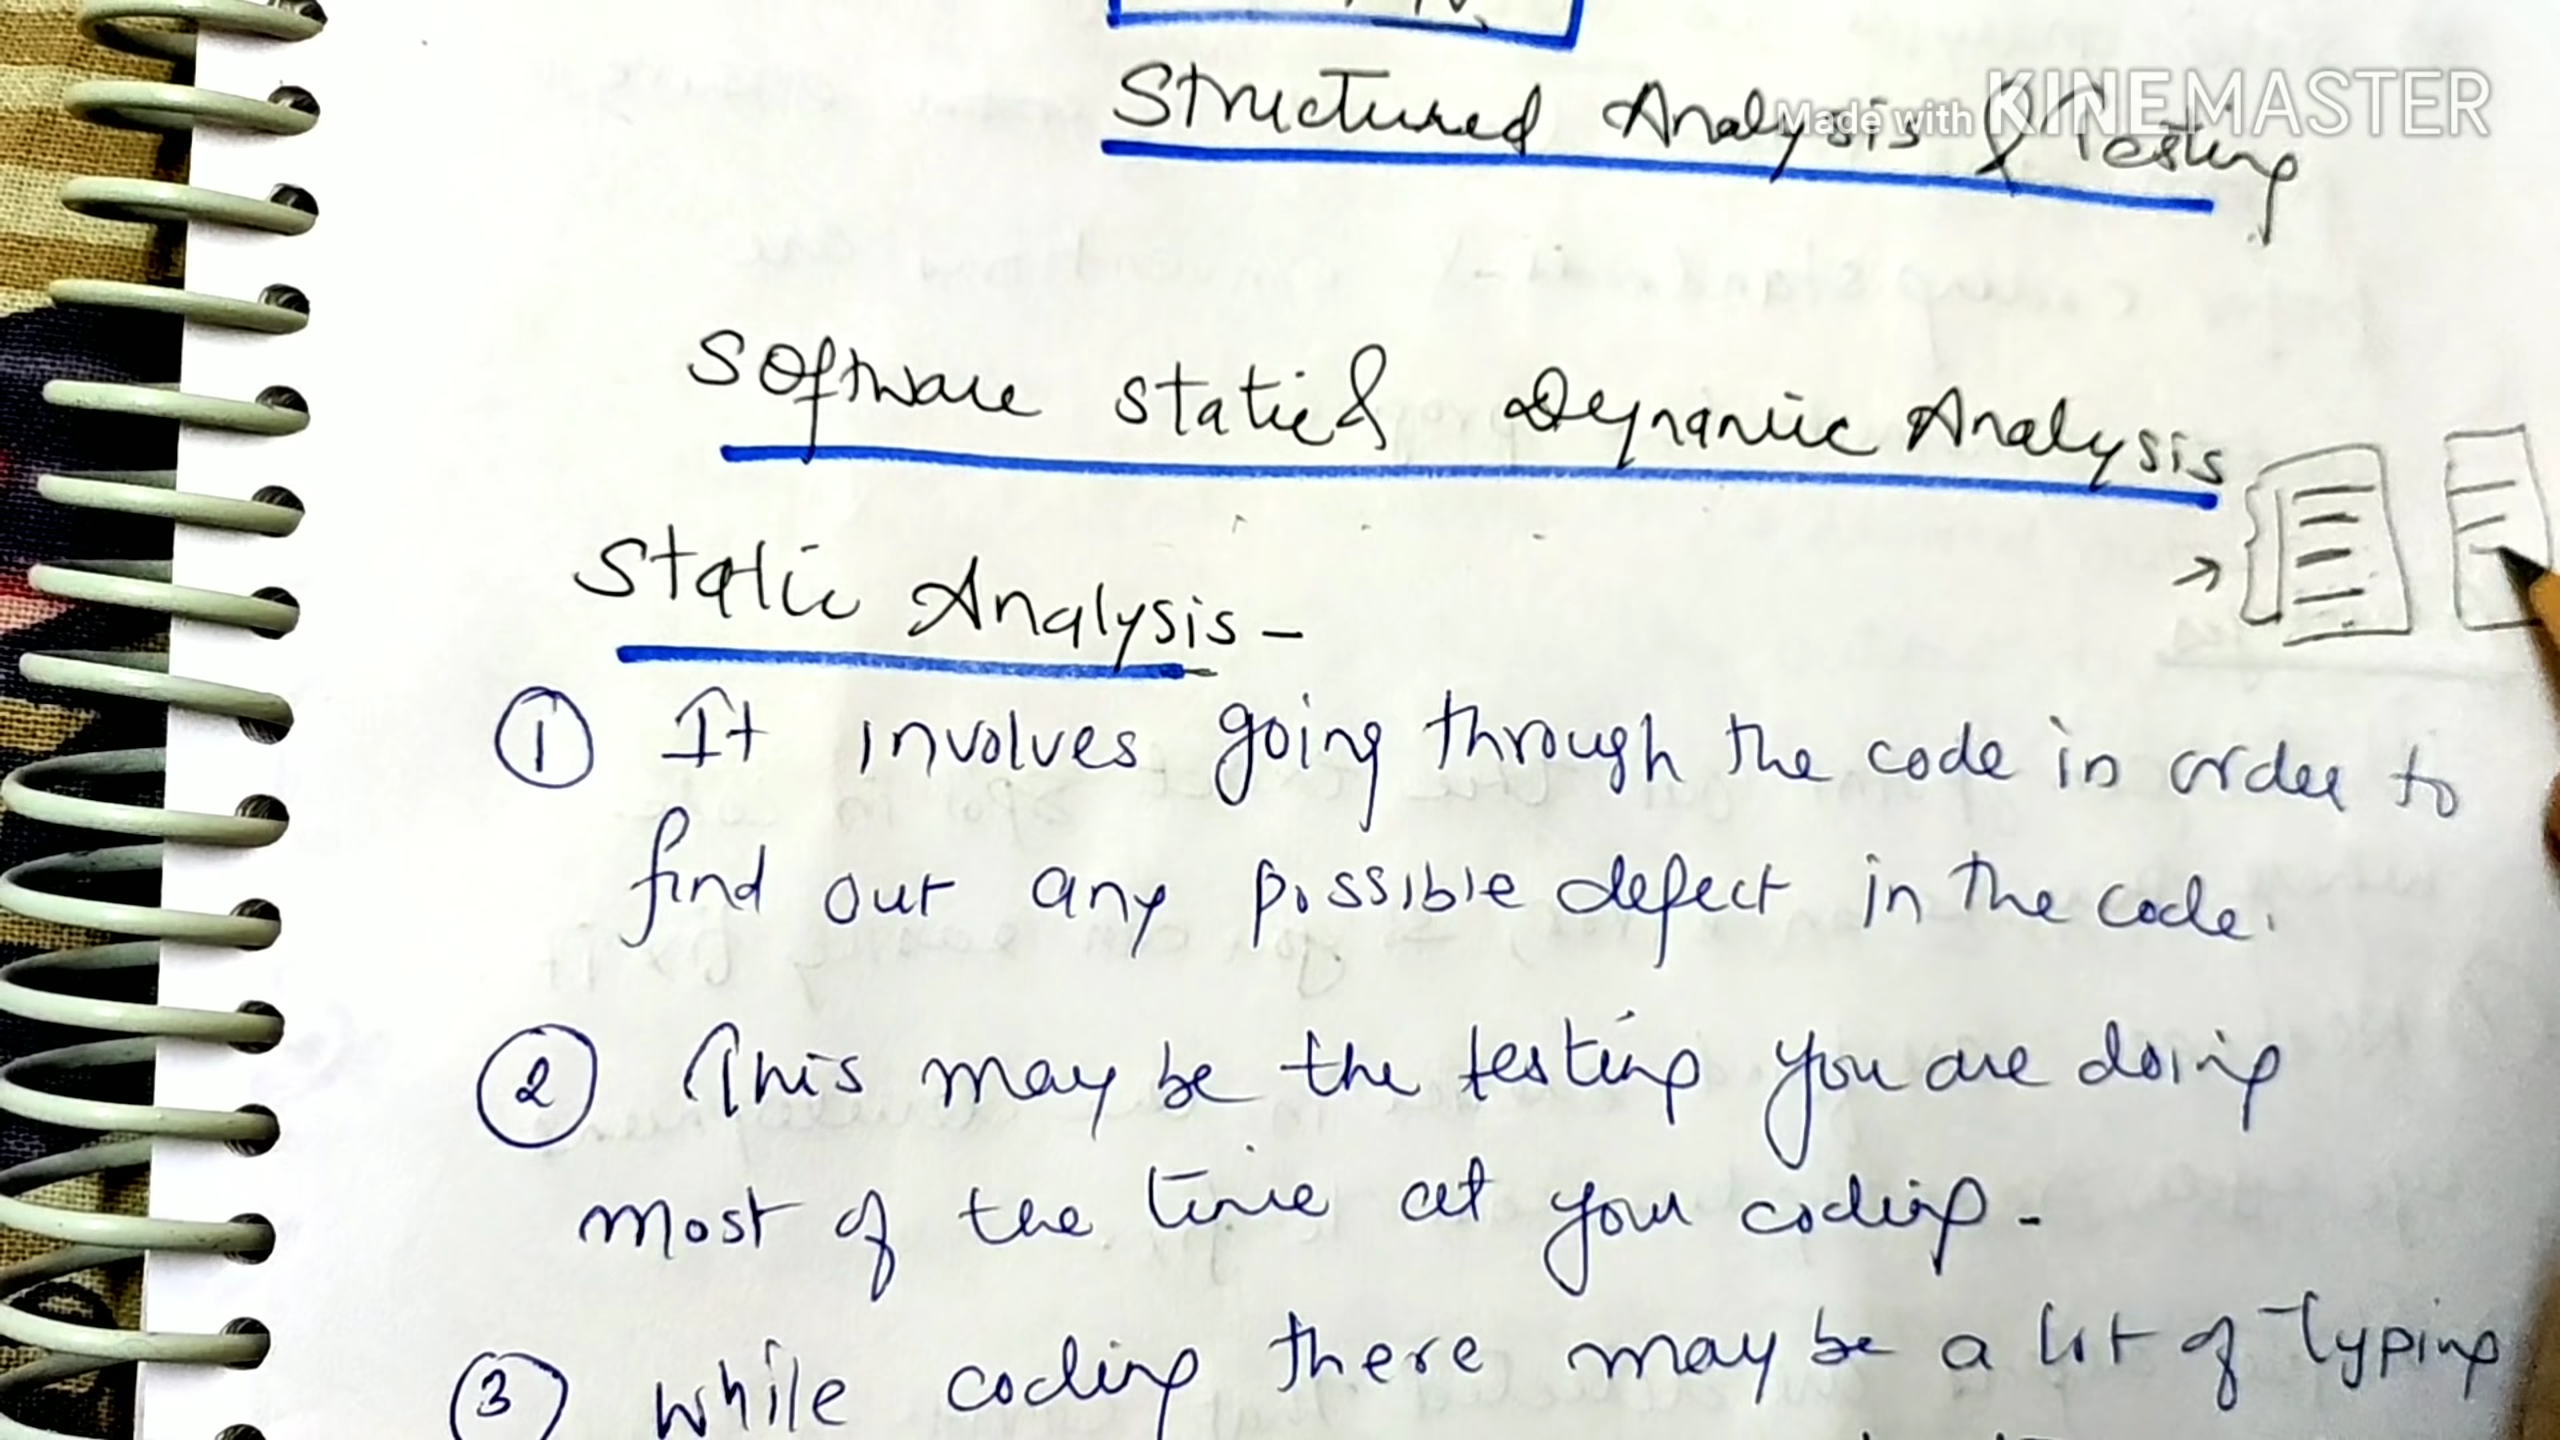 Structured Analysis & Testing
Made with KINEMASTER
Software static & Dynamic Analysis
Static Analysis -
① It involves going through the code in order to
find out any possible defect in the code.
② This may be the testing you are doing
most of the time at your coding -
③ while coding there may be a lot of typing